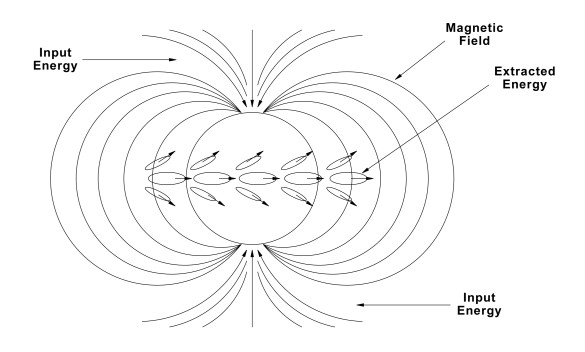 Input
Energy
Magnetic
Field
Extracted
Energy
Input
Energy